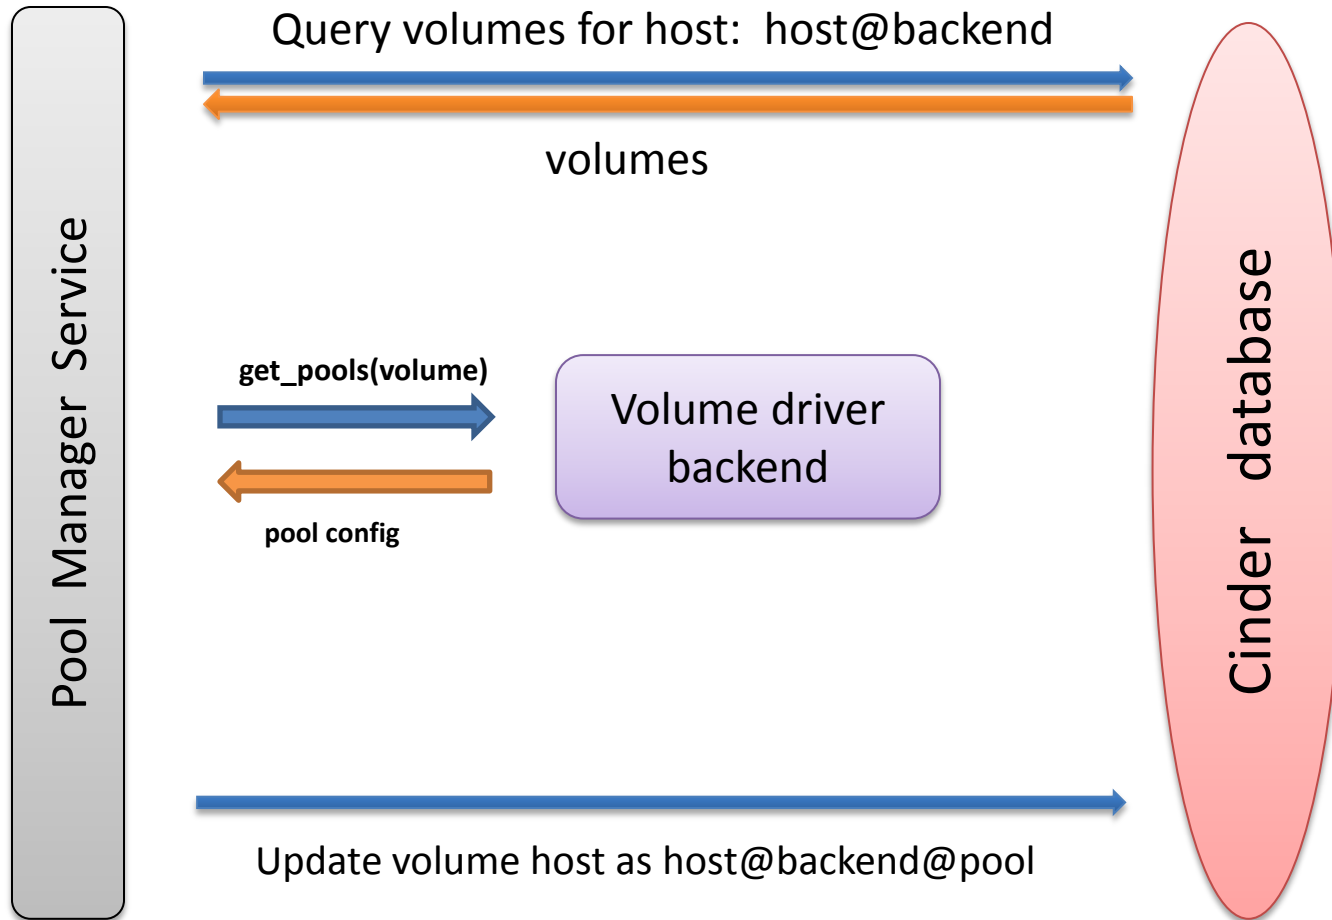 Query volumes for host: host@backend
volumes
Pool Manager Service
get_pools(volume)
pool config
Volume driver
backend
Cinder database
Update volume host as host@backend@pool